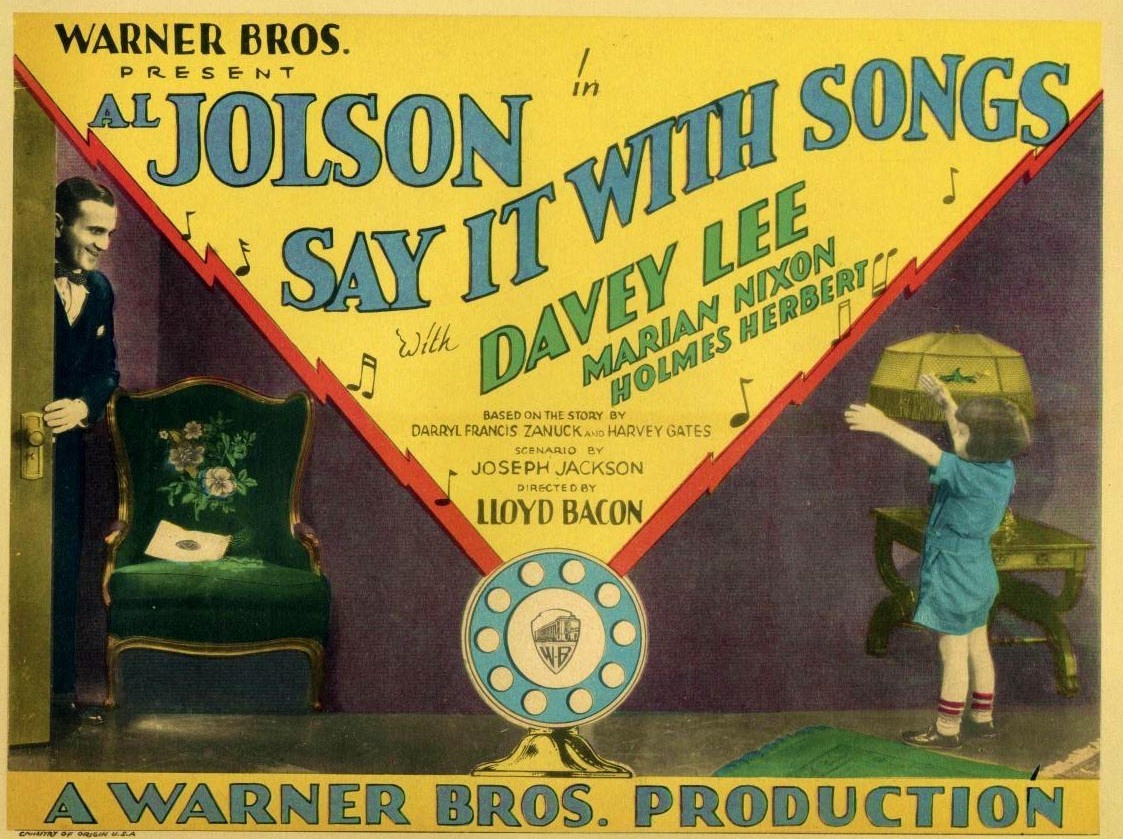 WARNER BROS.
PRESENT
AL JOLSON
in
SAY IT WITH SONGS
With DAVEY LEE
MARIAN NIXON
HOLMES HERBERT
BASED ON THE STORY BY
DARRYL FRANCIS ZANUCK AND HARVEY GATES
SCENARIO BY
JOSEPH JACKSON
DIRECTED BY
LLOYD BACON
W-B
A WARNER BROS. PRODUCTION
COUNTRY OF ORIGIN U.S.A